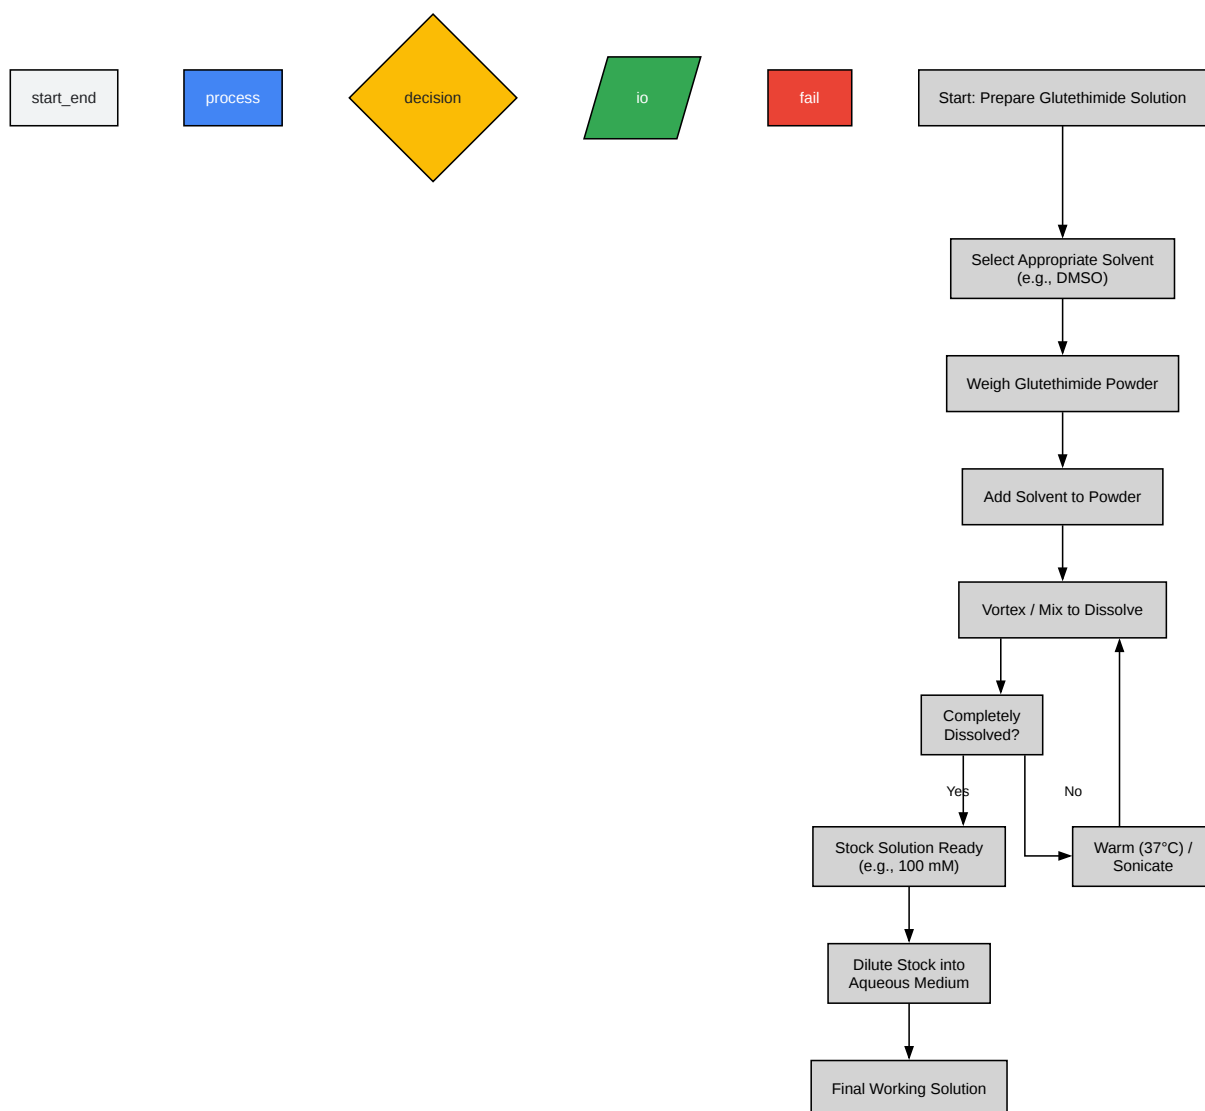 start_end
process
decision
io
fail
Start: Prepare Glutethimide Solution
Select Appropriate Solvent
(e.g., DMSO)
Weigh Glutethimide Powder
Add Solvent to Powder
Vortex / Mix to Dissolve
Completely
Dissolved?
Yes
No
Stock Solution Ready
(e.g., 100 mM)
Warm (37°C) /
Sonicate
Dilute Stock into
Aqueous Medium
Final Working Solution